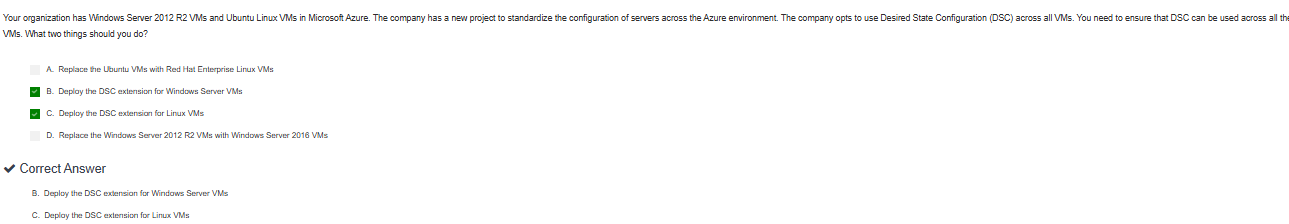 Your organization has Windows Server 2012 R2 VMs and Ubuntu Linux VMs in Microsoft Azure. The company has a new project to standardize the configuration of servers across the Azure environment. The company opts to use Desired State Configuration (DSC) across all VMs. You need to ensure that DSC can be used across all the
VMs. What two things should you do?
A. Replace the Ubuntu VMs with Red Hat Enterprise Linux VMs
B. Deploy the DSC extension for Windows Server VMs
C. Deploy the DSC extension for Linux VMs
D. Replace the Windows Server 2012 R2 VMs with Windows Server 2016 VMs
Correct Answer
B. Deploy the DSC extension for Windows Server VMs
C. Deploy the DSC extension for Linux VMs